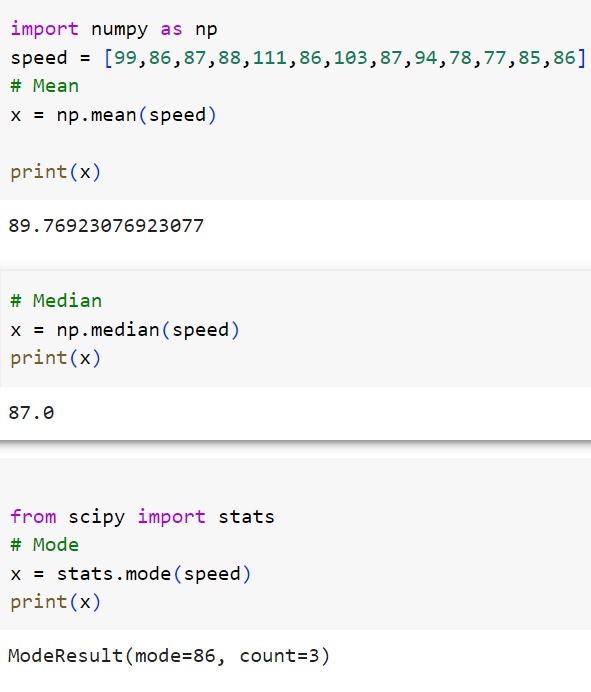 import numpy as np
speed = [99,86,87,88,111,86,103,87,94,78,77,85,86]
# Mean
x = np.mean(speed)
print(x)
89.76923076923077
# Median
x = np.median(speed)
print(x)
87.0
from scipy import stats
# Mode
x = stats.mode(speed)
print(x)
ModeResult(mode=86, count=3)